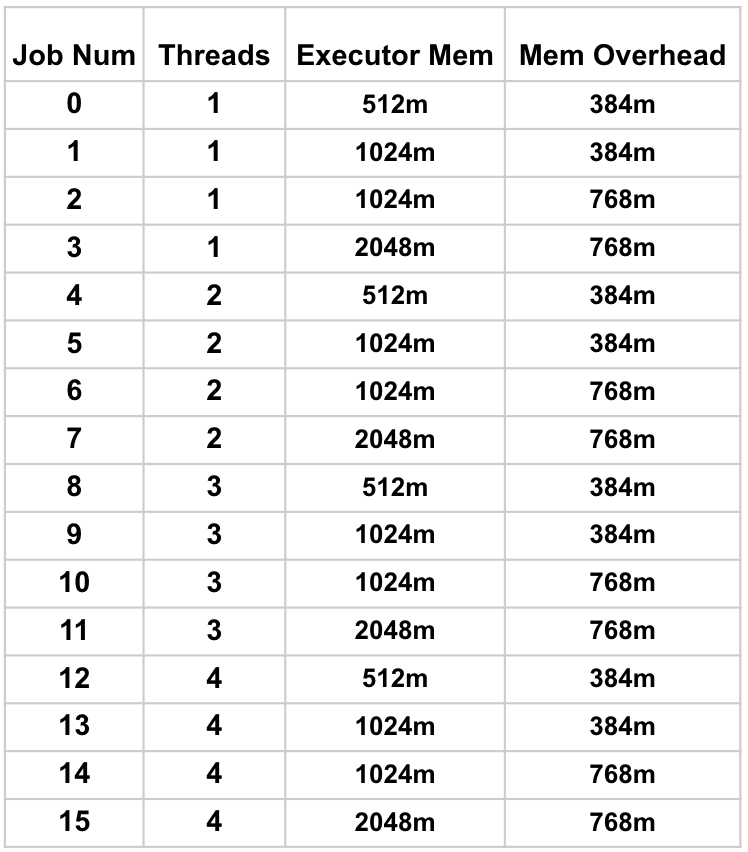 Job Num Threads Executor Mem Mem Overhead
0 1 512m 384m
1 1 1024m 384m
2 1 1024m 768m
3 1 2048m 768m
4 2 512m 384m
5 2 1024m 384m
6 2 1024m 768m
7 2 2048m 768m
8 3 512m 384m
9 3 1024m 384m
10 3 1024m 768m
11 3 2048m 768m
12 4 512m 384m
13 4 1024m 384m
14 4 1024m 768m
15 4 2048m 768m